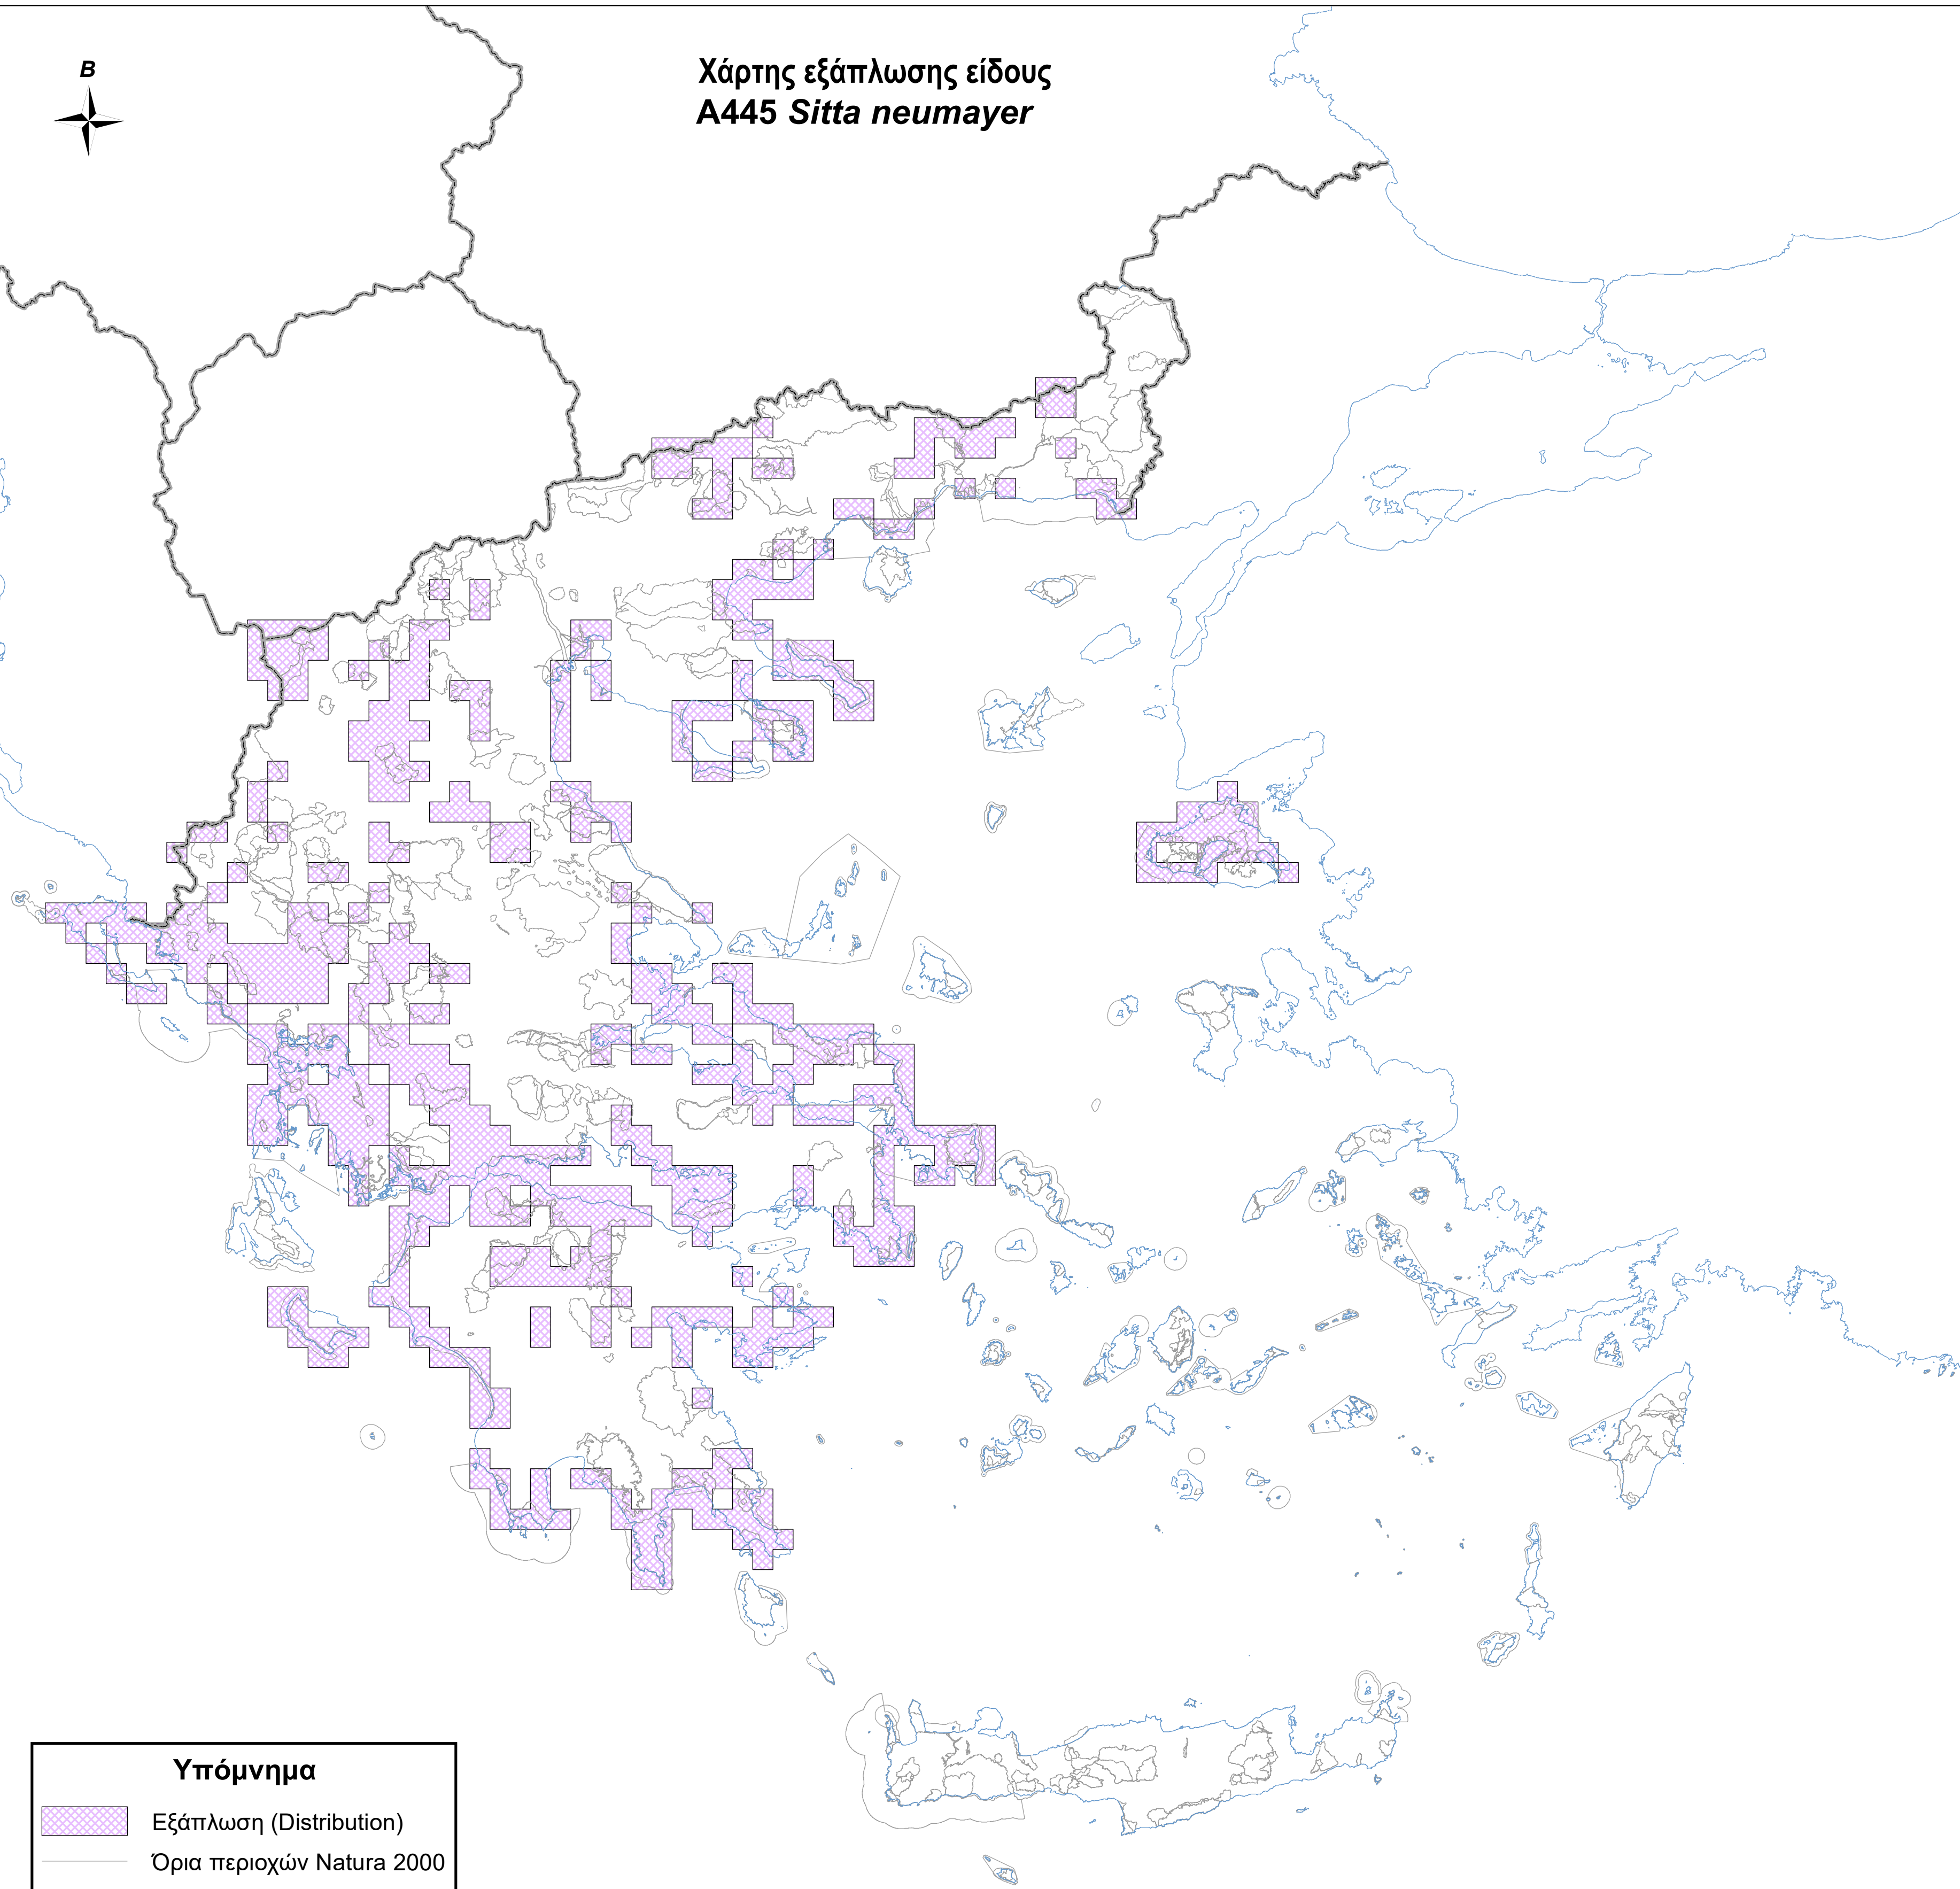 B
Χάρτης εξάπλωσης είδους
A445 Sitta neumayer
Υπόμνημα
Εξάπλωση (Distribution)
Όρια περιοχών Natura 2000